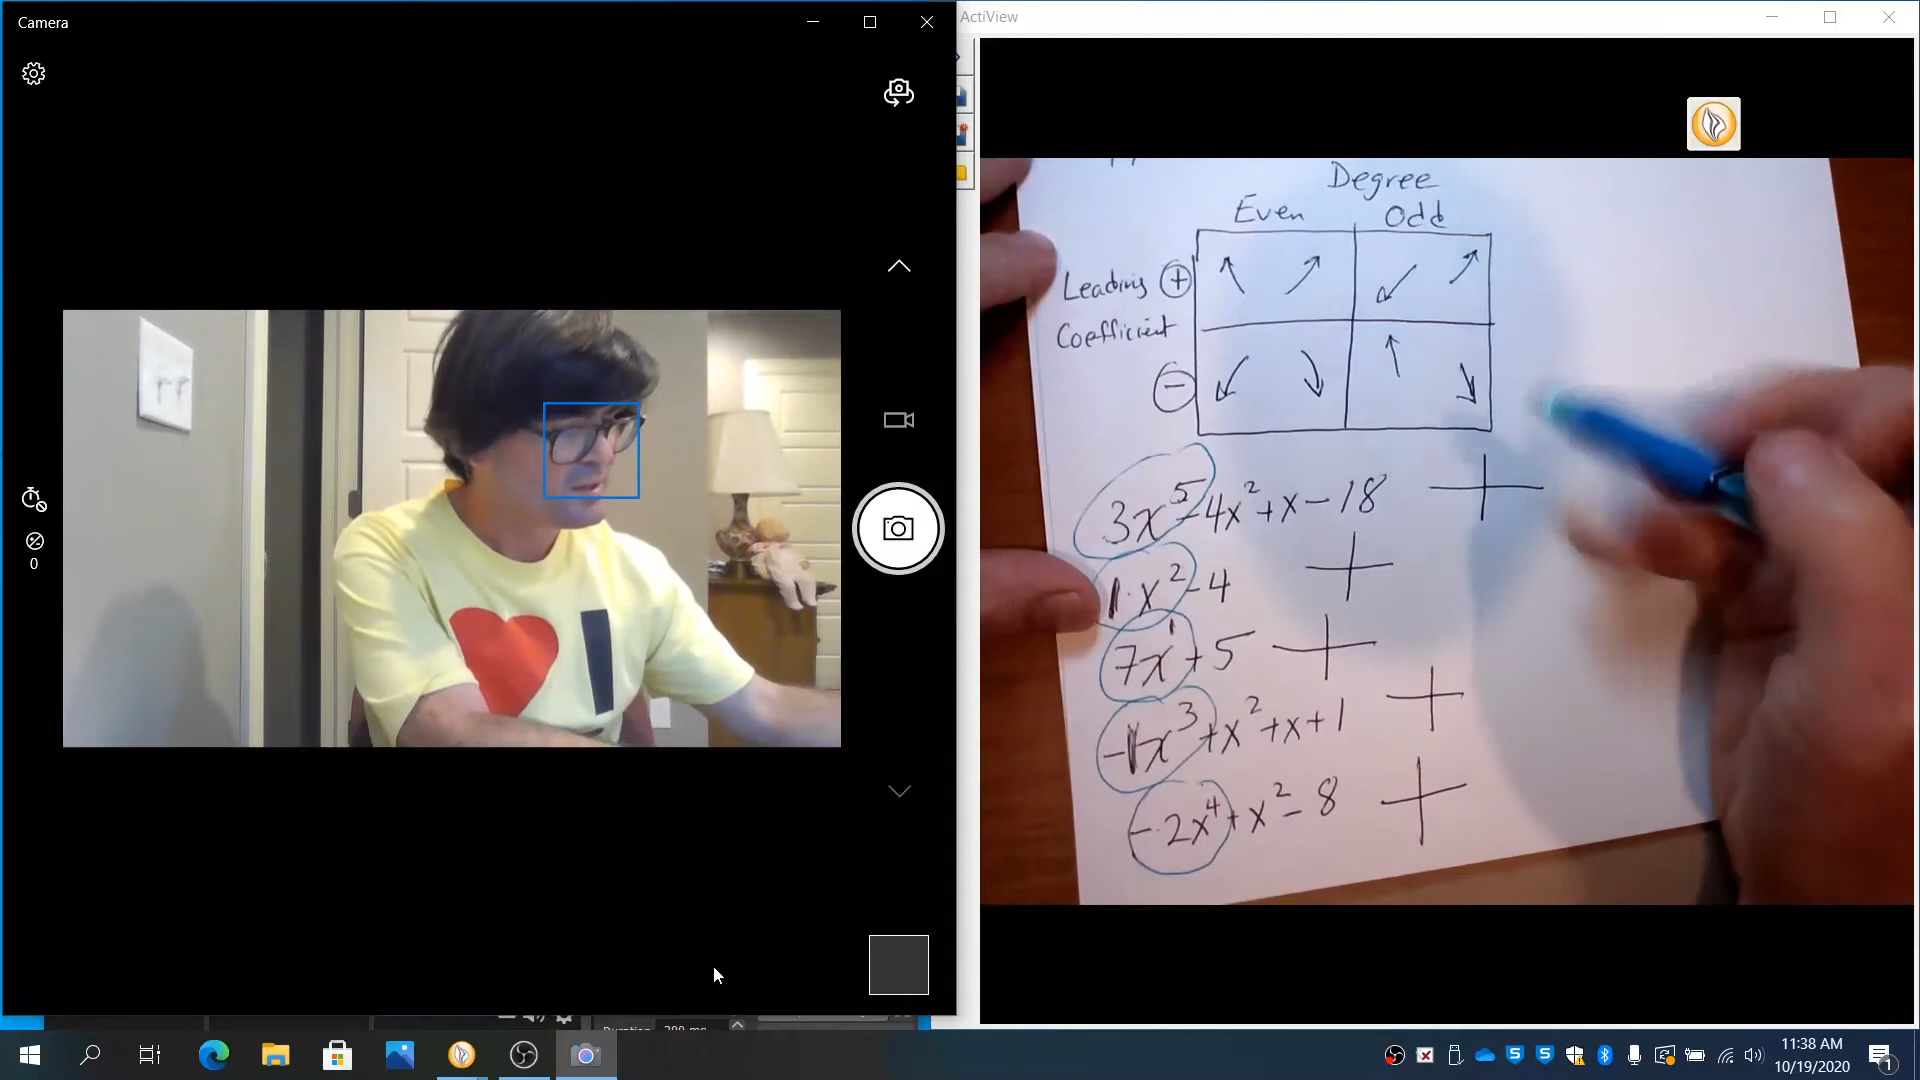 Camera
ActiView
0
Degree
Even Odd
Leading +
Coefficient
−
3x⁵-4x²+x-18
1·x²-4
7x¹+5
-1x³+x²+x+1
-2x⁴+x²-8
11:38 AM
10/19/2020
1